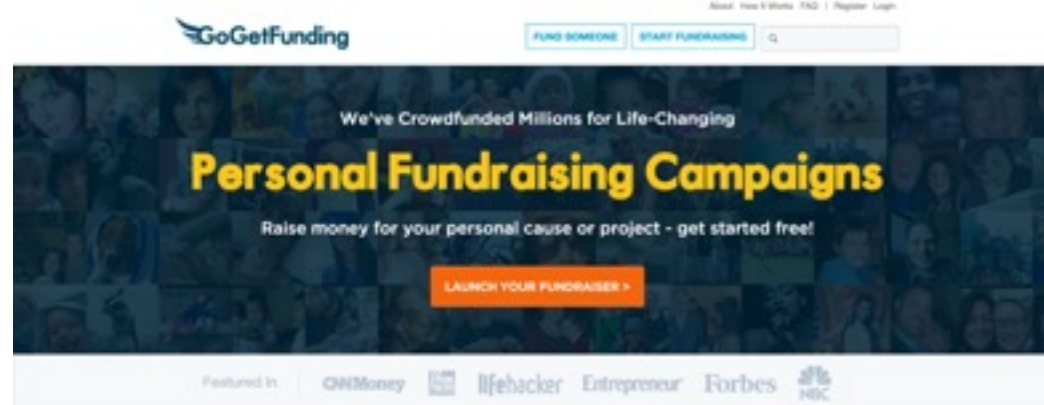 About How It Works FAQ | Register Login
GoGetFunding
FUND SOMEONE START FUNDRAISING
We've Crowdfunded Millions for Life-Changing
Personal Fundraising Campaigns
Raise money for your personal cause or project - get started free!
LAUNCH YOUR FUNDRAISER >
Featured In CNNMoney lifehacker Entrepreneur Forbes NBC